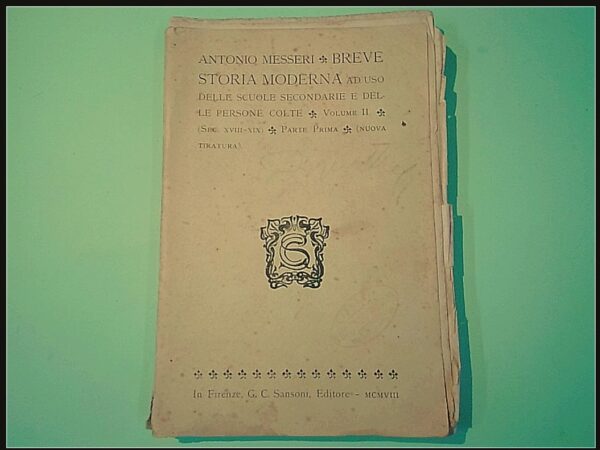 ANTONIO MESSERI ✤ BREVE
STORIA MODERNA AD USO
DELLE SCUOLE SECONDARIE E DEL-
LE PERSONE COLTE ✤ VOLUME II ✤
(SEC. XVIII-XIX) ✤ PARTE PRIMA ✤ (NUOVA
TIRATURA).
In Firenze, G. C. Sansoni, Editore - MCMVIII